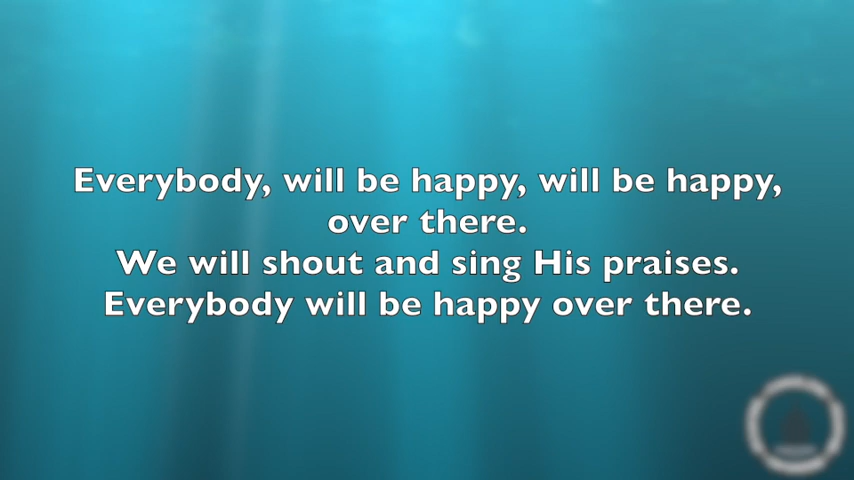 Everybody, will be happy, will be happy,
over there.
We will shout and sing His praises.
Everybody will be happy over there.